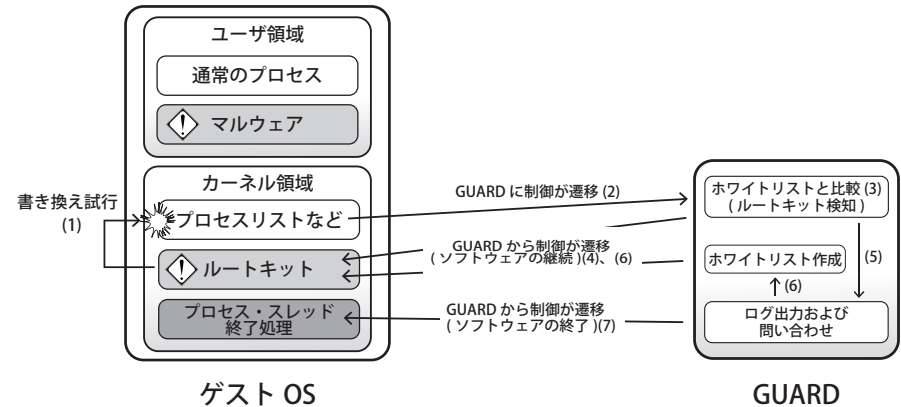 ユーザ領域
通常のプロセス
マルウェア
カーネル領域
プロセスリストなど
ルートキット
プロセス・スレッド
終了処理
書き換え試行
(1)
GUARD に制御が遷移 (2)
GUARD から制御が遷移
( ソフトウェアの継続 )(4)、(6)
GUARD から制御が遷移
( ソフトウェアの終了 )(7)
ホワイトリストと比較 (3)
( ルートキット検知 )
(5)
ホワイトリスト作成
(6)
ログ出力および
問い合わせ
ゲスト OS
GUARD